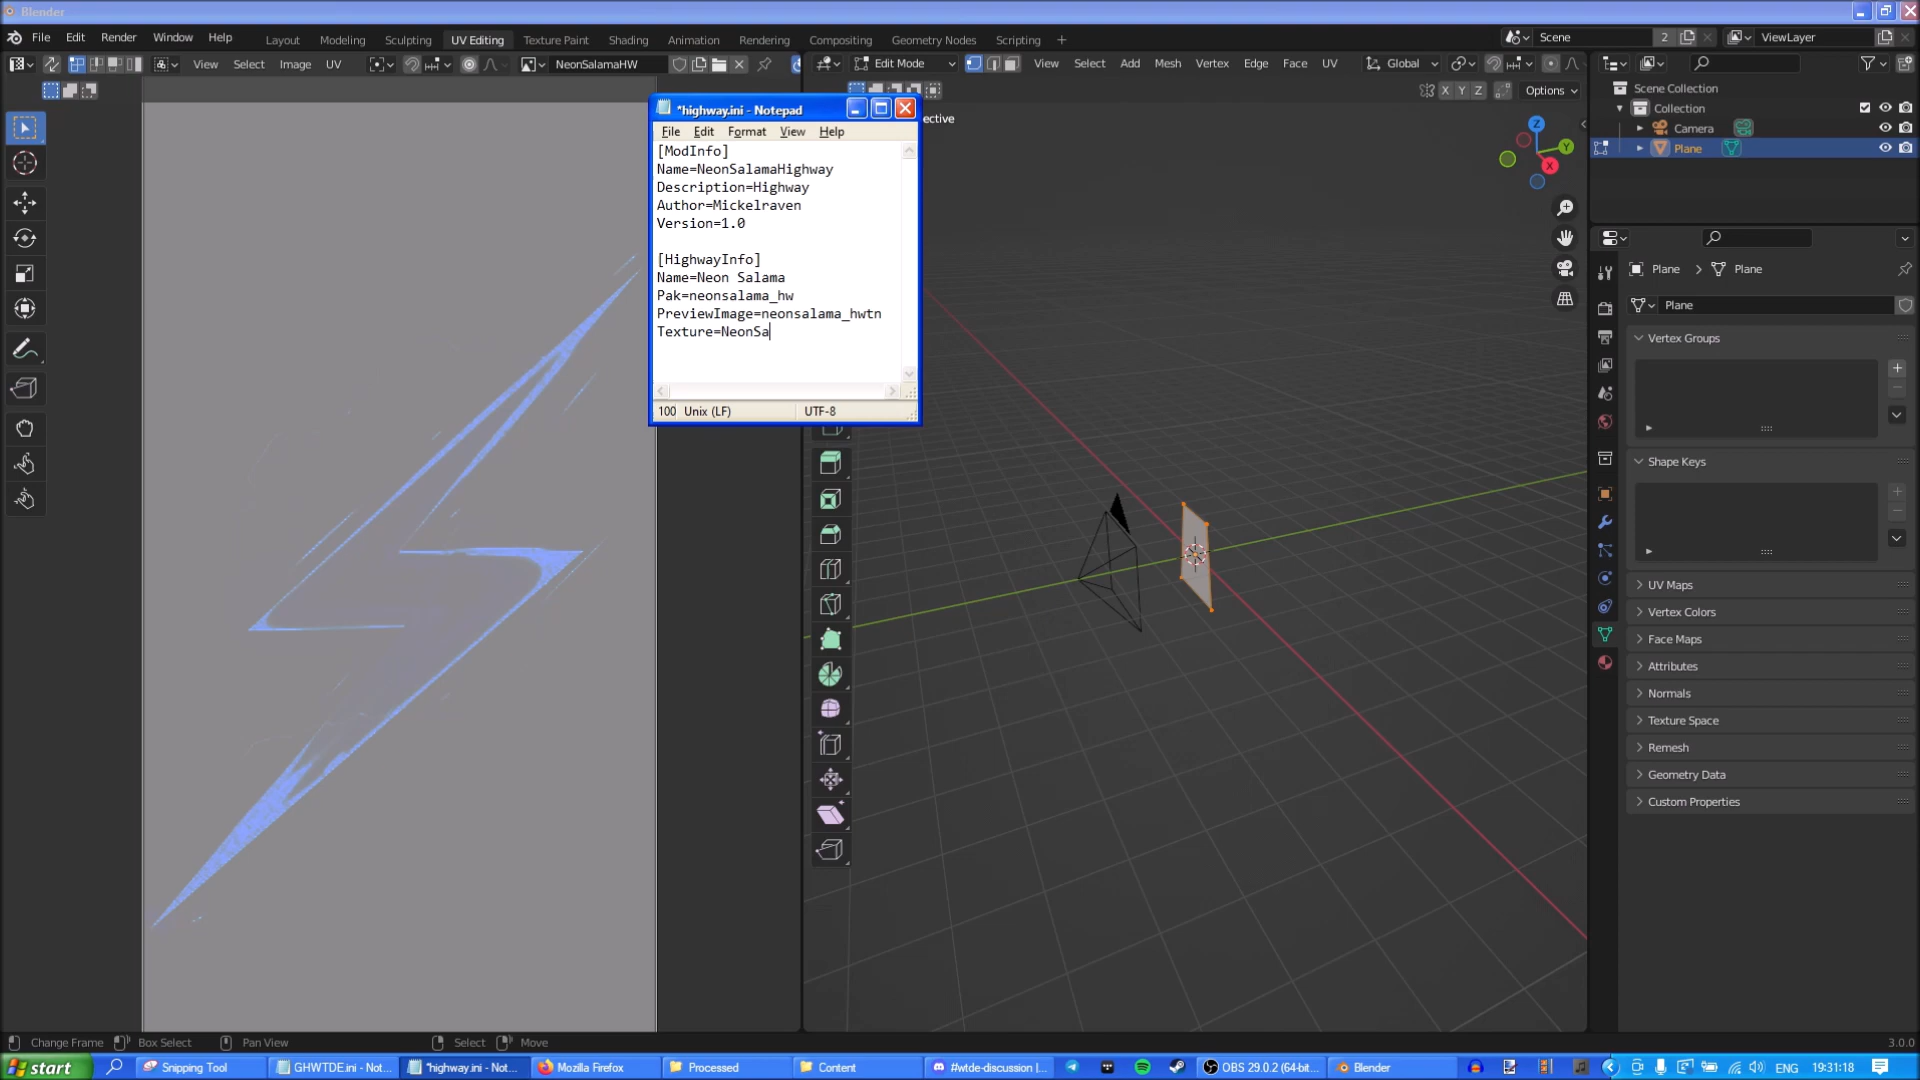 Blender
File Edit Render Window Help
Layout Modeling Sculpting UV Editing Texture Paint Shading Animation Rendering Compositing Geometry Nodes Scripting +
Scene 2 ViewLayer
View Select Image UV NeonSalamaHW
Edit Mode View Select Add Mesh Vertex Edge Face UV Global
X Y Z Options
ective
Z
Y
X
*highway.ini - Notepad
File Edit Format View Help
[ModInfo]
Name=NeonSalamaHighway
Description=Highway
Author=Mickelraven
Version=1.0
[HighwayInfo]
Name=Neon Salama
Pak=neonsalama_hw
PreviewImage=neonsalama_hwtn
Texture=NeonSa
100 Unix (LF) UTF-8
Scene Collection
Collection
Camera
Plane
Plane > Plane
Plane
Vertex Groups
Shape Keys
UV Maps
Vertex Colors
Face Maps
Attributes
Normals
Texture Space
Remesh
Geometry Data
Custom Properties
Change Frame Box Select Pan View Select Move 3.0.0
start Snipping Tool GHWTDE.ini - Not... *highway.ini - Not... Mozilla Firefox Processed Content #wtde-discussion |... OBS 29.0.2 (64-bit... Blender ENG 19:31:18